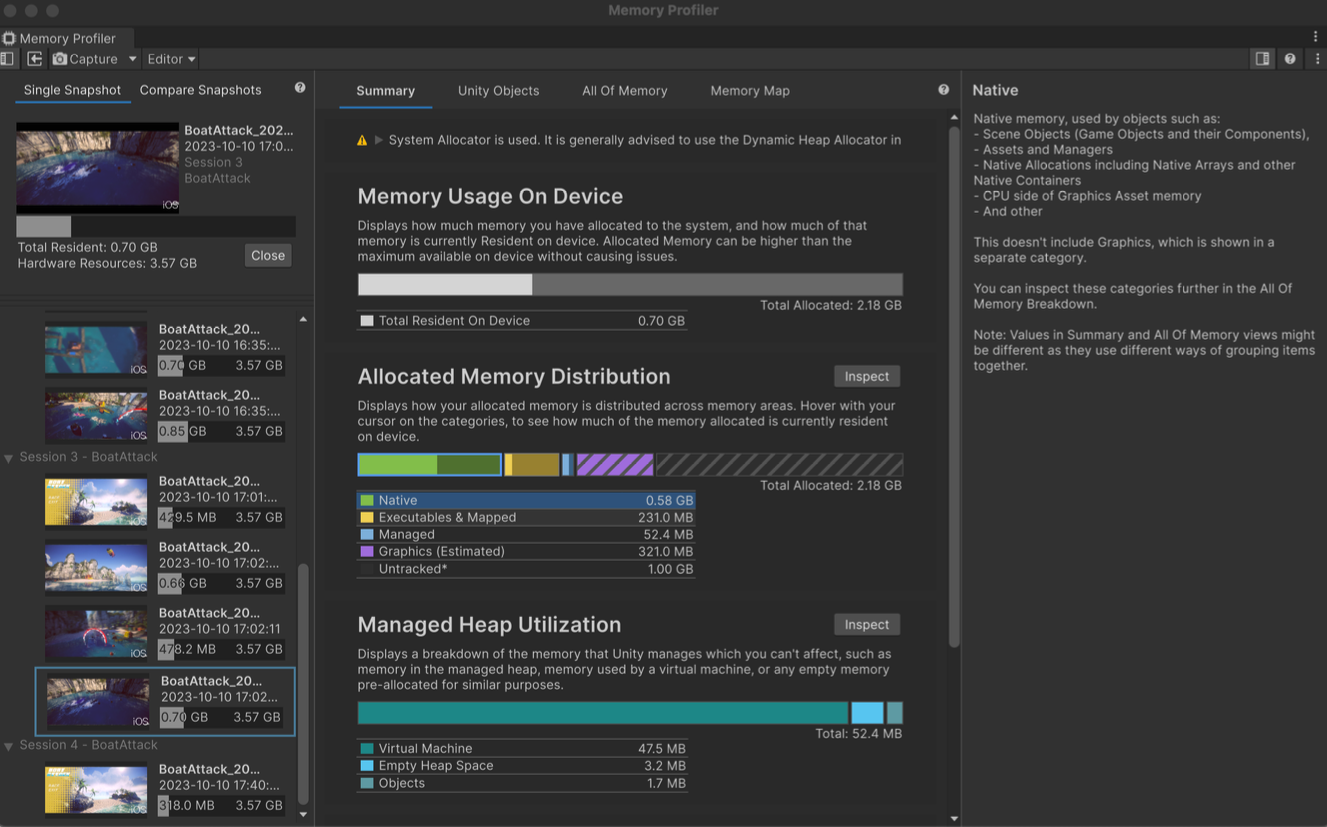 Memory Profiler
Memory Profiler
Capture
Editor
Single Snapshot
Compare Snapshots
BoatAttack_202...
2023-10-10 17:0...
Session 3
BoatAttack
iOS
Total Resident: 0.70 GB
Hardware Resources: 3.57 GB
Close
BoatAttack_20...
2023-10-10 16:35:...
iOS
0.70 GB 3.57 GB
BoatAttack_20...
2023-10-10 16:35:...
iOS
0.85 GB 3.57 GB
Session 3 - BoatAttack
BoatAttack_20...
2023-10-10 17:01:...
iOS
429.5 MB 3.57 GB
BoatAttack_20...
2023-10-10 17:02:...
iOS
0.66 GB 3.57 GB
BoatAttack_20...
2023-10-10 17:02:11
iOS
478.2 MB 3.57 GB
BoatAttack_20...
2023-10-10 17:02...
iOS
0.70 GB 3.57 GB
Session 4 - BoatAttack
BoatAttack_20...
2023-10-10 17:40:...
iOS
318.0 MB 3.57 GB
Summary
Unity Objects
All Of Memory
Memory Map
System Allocator is used. It is generally advised to use the Dynamic Heap Allocator in
Memory Usage On Device
Displays how much memory you have allocated to the system, and how much of that
memory is currently Resident on device. Allocated Memory can be higher than the
maximum available on device without causing issues.
Total Allocated: 2.18 GB
Total Resident On Device 0.70 GB
Allocated Memory Distribution
Inspect
Displays how your allocated memory is distributed across memory areas. Hover with your
cursor on the categories, to see how much of the memory allocated is currently resident
on device.
Total Allocated: 2.18 GB
Native 0.58 GB
Executables & Mapped 231.0 MB
Managed 52.4 MB
Graphics (Estimated) 321.0 MB
Untracked* 1.00 GB
Managed Heap Utilization
Inspect
Displays a breakdown of the memory that Unity manages which you can't affect, such as
memory in the managed heap, memory used by a virtual machine, or any empty memory
pre-allocated for similar purposes.
Total: 52.4 MB
Virtual Machine 47.5 MB
Empty Heap Space 3.2 MB
Objects 1.7 MB
Native
Native memory, used by objects such as:
- Scene Objects (Game Objects and their Components),
- Assets and Managers
- Native Allocations including Native Arrays and other
Native Containers
- CPU side of Graphics Asset memory
- And other
This doesn't include Graphics, which is shown in a
separate category.
You can inspect these categories further in the All Of
Memory Breakdown.
Note: Values in Summary and All Of Memory views might
be different as they use different ways of grouping items
together.